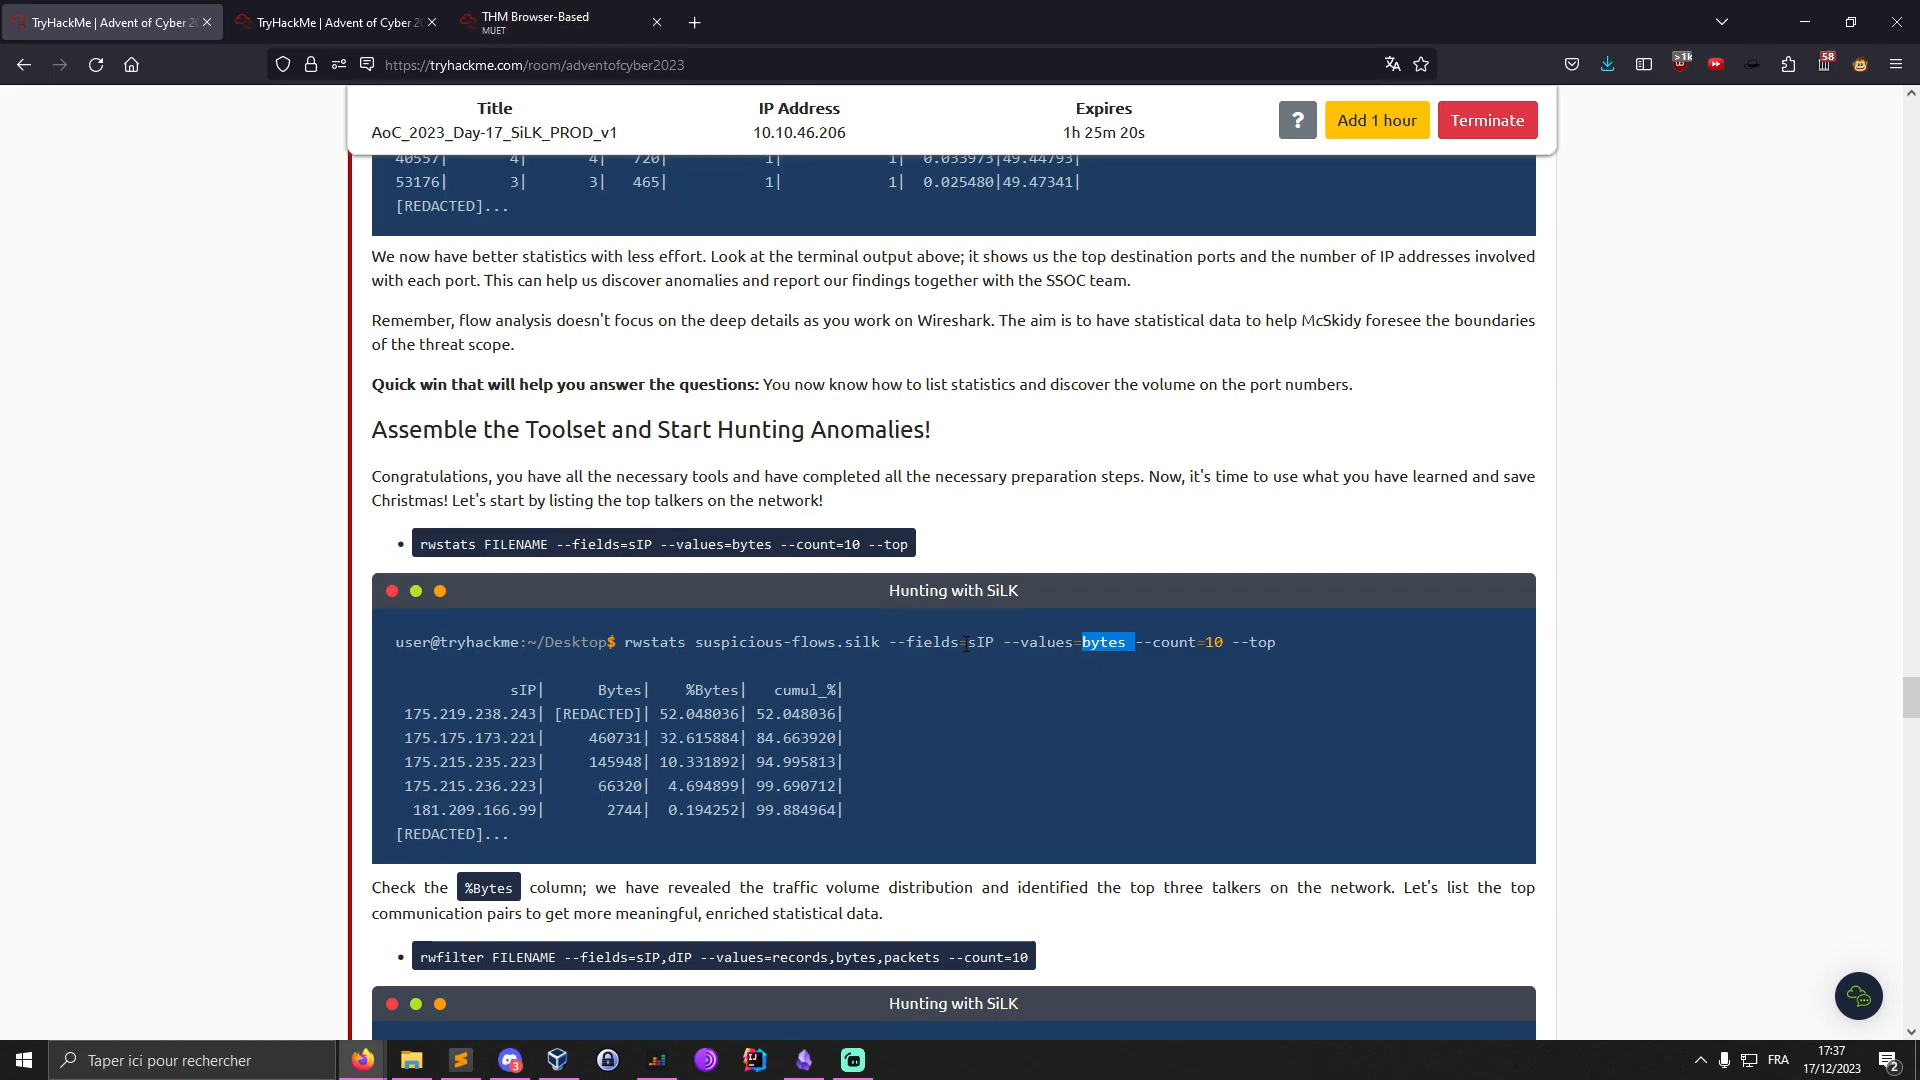 TryHackMe | Advent of Cyber 20
TryHackMe | Advent of Cyber 2
THM Browser-Based
MUET
https://tryhackme.com/room/adventofcyber2023
>1k
58
Title
IP Address
Expires
AoC_2023_Day-17_SiLK_PROD_v1
10.10.46.206
1h 25m 20s
?
Add 1 hour
Terminate
40557| 4| 4| 720| 1| 1| 0.033973|49.44793|
53176| 3| 3| 465| 1| 1| 0.025480|49.47341|
[REDACTED]...
We now have better statistics with less effort. Look at the terminal output above; it shows us the top destination ports and the number of IP addresses involved
with each port. This can help us discover anomalies and report our findings together with the SSOC team.
Remember, flow analysis doesn't focus on the deep details as you work on Wireshark. The aim is to have statistical data to help McSkidy foresee the boundaries
of the threat scope.
Quick win that will help you answer the questions: You now know how to list statistics and discover the volume on the port numbers.
Assemble the Toolset and Start Hunting Anomalies!
Congratulations, you have all the necessary tools and have completed all the necessary preparation steps. Now, it's time to use what you have learned and save
Christmas! Let's start by listing the top talkers on the network!
• rwstats FILENAME --fields=sIP --values=bytes --count=10 --top
Hunting with SiLK
user@tryhackme:~/Desktop$ rwstats suspicious-flows.silk --fields=sIP --values=bytes --count=10 --top
sIP| Bytes| %Bytes| cumul_%|
175.219.238.243| [REDACTED]| 52.048036| 52.048036|
175.175.173.221| 460731| 32.615884| 84.663920|
175.215.235.223| 145948| 10.331892| 94.995813|
175.215.236.223| 66320| 4.694899| 99.690712|
181.209.166.99| 2744| 0.194252| 99.884964|
[REDACTED]...
Check the %Bytes column; we have revealed the traffic volume distribution and identified the top three talkers on the network. Let's list the top
communication pairs to get more meaningful, enriched statistical data.
• rwfilter FILENAME --fields=sIP,dIP --values=records,bytes,packets --count=10
Hunting with SiLK
Taper ici pour rechercher
3
FRA
17:37
17/12/2023
2